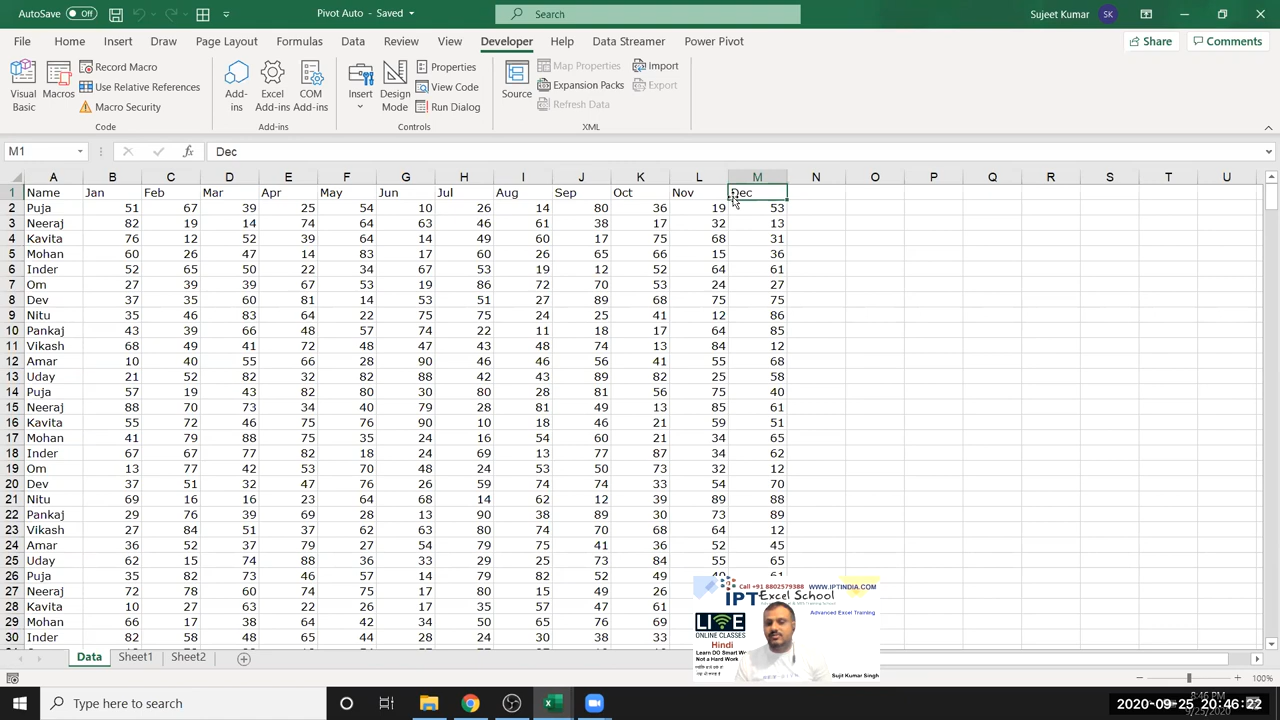 AutoSave Off Pivot Auto... Search Sujeet Kumar SK
File Home Insert Draw Page Layout Formulas Data Review View Developer Help Data Streamer Power Pivot Share Comments
Visual Basic Macros Record Macro Use Relative References Macro Security Code
Add-ins Excel Add-ins COM Add-ins Add-ins
Insert Design Mode Properties View Code Run Dialog Controls
Source Map Properties Expansion Packs Refresh Data Import Export XML
M1 fx Dec
A B C D E F G H I J K L M N O P Q R S T U
1 Name Jan Feb Mar Apr May Jun Jul Aug Sep Oct Nov Dec
2 Puja 51 67 39 25 54 10 26 14 80 36 19 53
3 Neeraj 82 19 14 74 64 63 46 61 38 17 32 13
4 Kavita 76 12 52 39 64 14 49 60 17 75 68 31
5 Mohan 60 26 47 14 83 17 60 26 65 66 15 36
6 Inder 52 65 50 22 34 67 53 19 12 52 64 61
7 Om 27 39 39 67 53 19 86 72 70 53 24 27
8 Dev 37 35 60 81 14 53 51 27 89 68 75 75
9 Nitu 35 46 83 64 22 75 75 24 25 41 12 86
10 Pankaj 43 39 66 48 57 74 22 11 18 17 64 85
11 Vikash 68 49 41 72 48 47 43 48 74 13 84 12
12 Amar 10 40 55 66 28 90 46 46 56 41 55 68
13 Uday 21 52 82 32 82 88 42 43 89 82 25 58
14 Puja 57 19 43 82 80 30 80 28 81 56 75 40
15 Neeraj 88 70 73 34 40 79 28 81 49 13 85 61
16 Kavita 55 72 46 75 76 90 10 18 46 21 59 51
17 Mohan 41 79 88 75 35 24 16 54 60 21 34 65
18 Inder 67 67 77 82 18 24 69 13 77 87 34 62
19 Om 13 77 42 53 70 48 24 53 50 73 32 12
20 Dev 37 51 32 47 76 26 59 74 74 33 54 70
21 Nitu 69 16 16 23 64 68 14 62 12 39 89 88
22 Pankaj 29 76 39 69 28 13 90 38 89 30 73 89
23 Vikash 27 84 51 37 62 63 80 74 70 68 64 12
24 Amar 36 52 37 79 27 54 79 75 41 36 52 45
25 Uday 62 15 74 88 36 33 29 25 73 84 55 65
26 Puja 35 82 73 46 57 14 79 82 52 49
27 Neeraj 72 78 60 79 75 17 80 15 49 26
28 Kavita 10 27 63 22 26 17 35 57 47 61
29 Mohan 92 17 38 42 32 42 50 65 76 69
Inder 82 58 48 65 44 28 24 30 38 33
Call +91 8802579388 WWW.IPTINDIA.COM
IPT Excel School
Advanced Excel Training
LIVE
ONLINE CLASSES
Hindi
Learn DO Smart
Not a Hard Work
Sujit Kumar Singh
Data Sheet1 Sheet2
100%
Type here to search
8:46 PM
2020-09-25 20:46:22